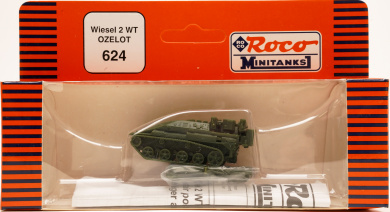 Wiesel 2 WT
OZELOT
624
Roco
MINITANKS